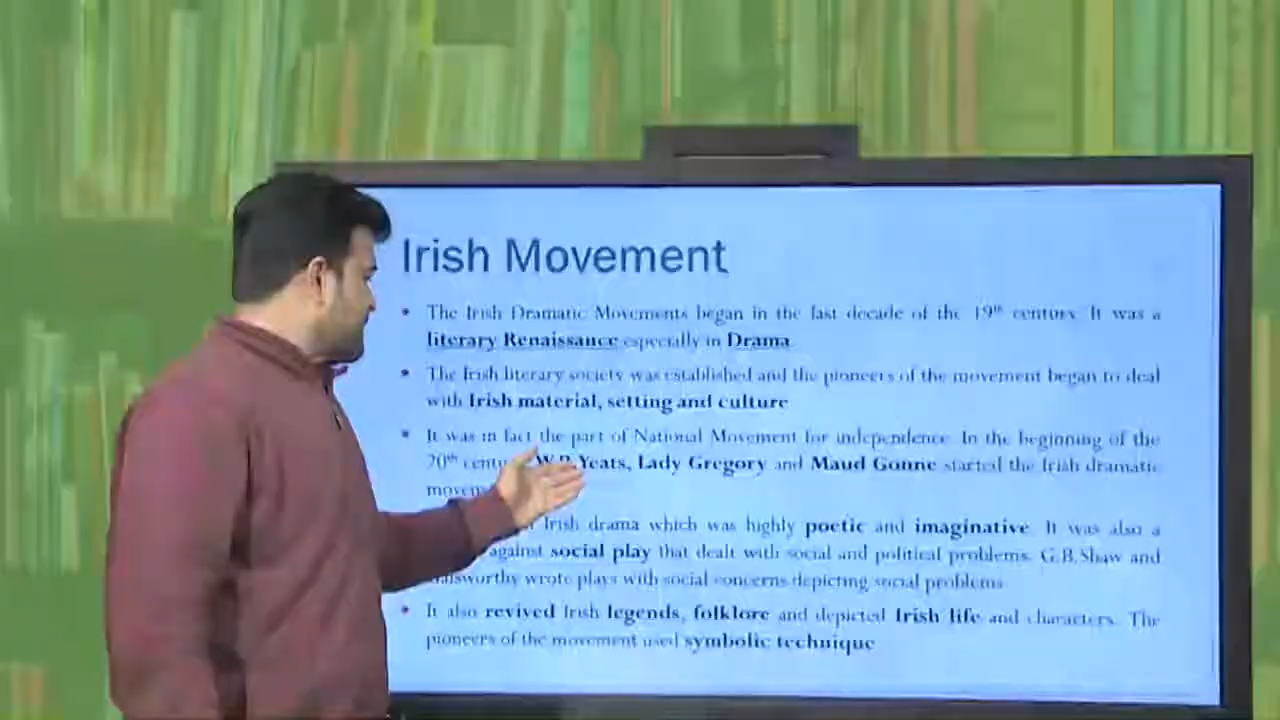 Irish Movement
• The Irish Dramatic Movements began in the last decade of the 19th century. It was a
literary Renaissance especially in Drama.
• The Irish literary society was established and the pioneers of the movement began to deal
with Irish material, setting and culture
• It was in fact the part of National Movement for independence. In the beginning of the
20th W.B.Yeats, Lady Gregory and Maud Gonne started the Irish dramatic
Irish drama which was highly poetic and imaginative. It was also a
against social play that dealt with social and political problems. G.B.Shaw and
wrote plays with social concerns depicting social problems.
• It also revived Irish legends, folklore and depicted Irish life and characters. The
pioneers of the movement used symbolic technique